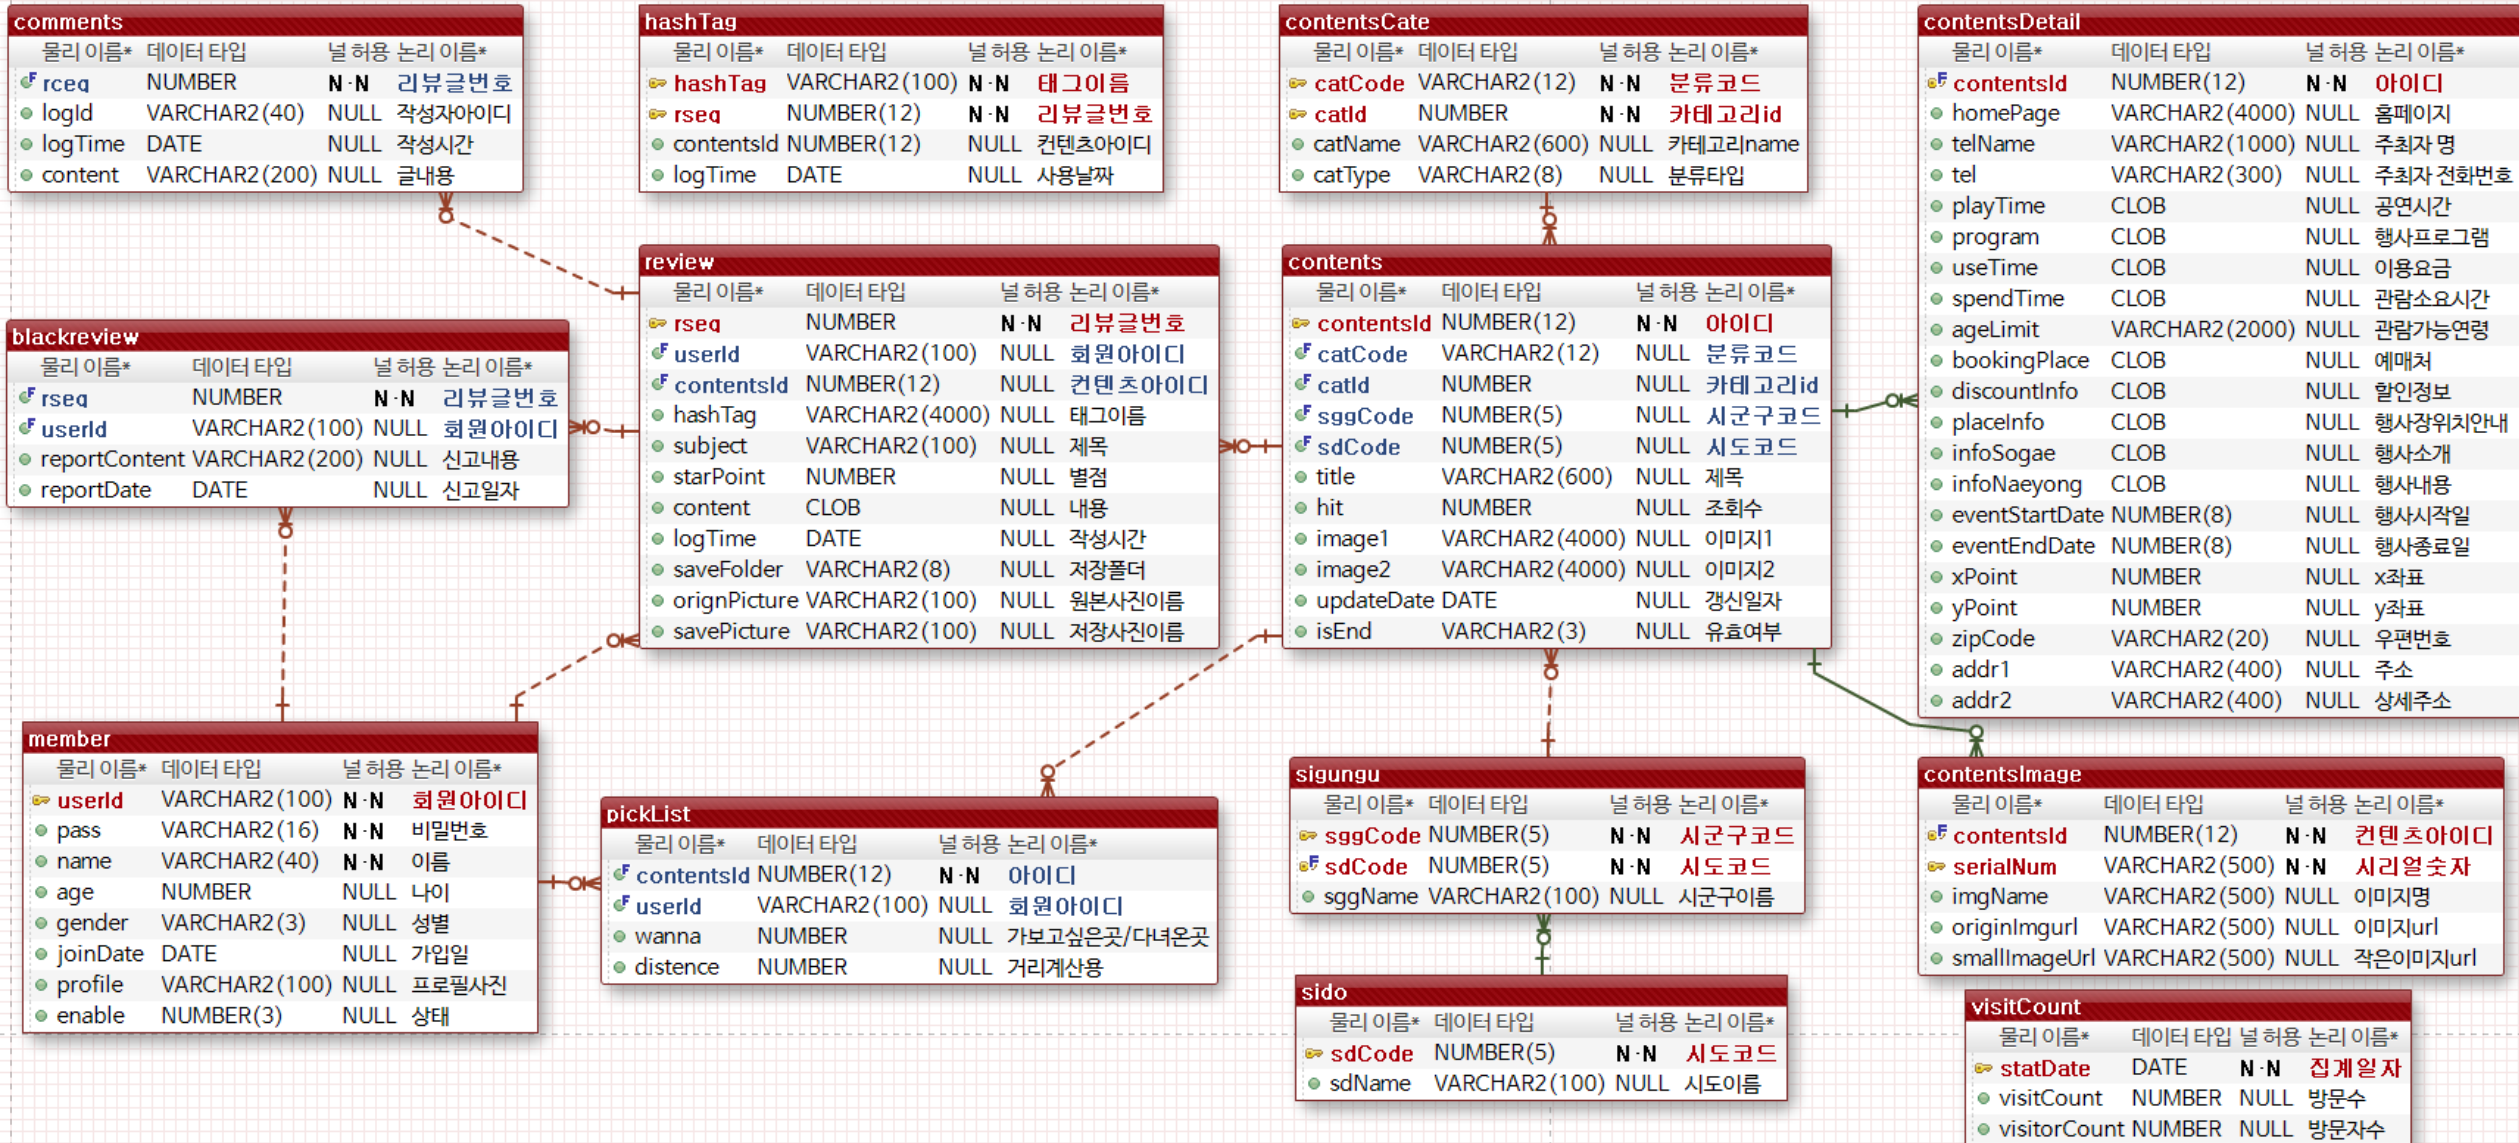 comments
물리 이름* 데이터 타입 널 허용 논리 이름*
rceq NUMBER N·N 리뷰글번호
logId VARCHAR2(40) NULL 작성자아이디
logTime DATE NULL 작성시간
content VARCHAR2(200) NULL 글내용
hashTag
물리 이름* 데이터 타입 널 허용 논리 이름*
hashTag VARCHAR2(100) N·N 태그이름
rseq NUMBER(12) N·N 리뷰글번호
contentsId NUMBER(12) NULL 컨텐츠아이디
logTime DATE NULL 사용날짜
contentsCate
물리 이름* 데이터 타입 널 허용 논리 이름*
catCode VARCHAR2(12) N·N 분류코드
catId NUMBER N·N 카테고리id
catName VARCHAR2(600) NULL 카테고리name
catType VARCHAR2(8) NULL 분류타입
contentsDetail
물리 이름* 데이터 타입 널 허용 논리 이름*
contentsId NUMBER(12) N·N 아이디
homePage VARCHAR2(4000) NULL 홈페이지
telName VARCHAR2(1000) NULL 주최자 명
tel VARCHAR2(300) NULL 주최자 전화번호
playTime CLOB NULL 공연시간
program CLOB NULL 행사프로그램
useTime CLOB NULL 이용요금
spendTime CLOB NULL 관람소요시간
ageLimit VARCHAR2(2000) NULL 관람가능연령
bookingPlace CLOB NULL 예매처
discountInfo CLOB NULL 할인정보
placeInfo CLOB NULL 행사장위치안내
infoSogae CLOB NULL 행사소개
infoNaeyong CLOB NULL 행사내용
eventStartDate NUMBER(8) NULL 행사시작일
eventEndDate NUMBER(8) NULL 행사종료일
xPoint NUMBER NULL x좌표
yPoint NUMBER NULL y좌표
zipCode VARCHAR2(20) NULL 우편번호
addr1 VARCHAR2(400) NULL 주소
addr2 VARCHAR2(400) NULL 상세주소
blackreview
물리 이름* 데이터 타입 널 허용 논리 이름*
rseq NUMBER N·N 리뷰글번호
userId VARCHAR2(100) NULL 회원아이디
reportContent VARCHAR2(200) NULL 신고내용
reportDate DATE NULL 신고일자
review
물리 이름* 데이터 타입 널 허용 논리 이름*
rseq NUMBER N·N 리뷰글번호
userId VARCHAR2(100) NULL 회원아이디
contentsId NUMBER(12) NULL 컨텐츠아이디
hashTag VARCHAR2(4000) NULL 태그이름
subject VARCHAR2(100) NULL 제목
starPoint NUMBER NULL 별점
content CLOB NULL 내용
logTime DATE NULL 작성시간
saveFolder VARCHAR2(8) NULL 저장폴더
orignPicture VARCHAR2(100) NULL 원본사진이름
savePicture VARCHAR2(100) NULL 저장사진이름
contents
물리 이름* 데이터 타입 널 허용 논리 이름*
contentsId NUMBER(12) N·N 아이디
catCode VARCHAR2(12) NULL 분류코드
catId NUMBER NULL 카테고리id
sggCode NUMBER(5) NULL 시군구코드
sdCode NUMBER(5) NULL 시도코드
title VARCHAR2(600) NULL 제목
hit NUMBER NULL 조회수
image1 VARCHAR2(4000) NULL 이미지1
image2 VARCHAR2(4000) NULL 이미지2
updateDate DATE NULL 갱신일자
isEnd VARCHAR2(3) NULL 유효여부
member
물리 이름* 데이터 타입 널 허용 논리 이름*
userId VARCHAR2(100) N·N 회원아이디
pass VARCHAR2(16) N·N 비밀번호
name VARCHAR2(40) N·N 이름
age NUMBER NULL 나이
gender VARCHAR2(3) NULL 성별
joinDate DATE NULL 가입일
profile VARCHAR2(100) NULL 프로필사진
enable NUMBER(3) NULL 상태
pickList
물리 이름* 데이터 타입 널 허용 논리 이름*
contentsId NUMBER(12) N·N 아이디
userId VARCHAR2(100) NULL 회원아이디
wanna NUMBER NULL 가보고싶은곳/다녀온곳
distence NUMBER NULL 거리계산용
sigungu
물리 이름* 데이터 타입 널 허용 논리 이름*
sggCode NUMBER(5) N·N 시군구코드
sdCode NUMBER(5) N·N 시도코드
sggName VARCHAR2(100) NULL 시군구이름
contentsImage
물리 이름* 데이터 타입 널 허용 논리 이름*
contentsId NUMBER(12) N·N 컨텐츠아이디
serialNum VARCHAR2(500) N·N 시리얼숫자
imgName VARCHAR2(500) NULL 이미지명
originImgurl VARCHAR2(500) NULL 이미지url
smallImageUrl VARCHAR2(500) NULL 작은이미지url
sido
물리 이름* 데이터 타입 널 허용 논리 이름*
sdCode NUMBER(5) N·N 시도코드
sdName VARCHAR2(100) NULL 시도이름
visitCount
물리 이름* 데이터 타입 널 허용 논리 이름*
statDate DATE N·N 집계일자
visitCount NUMBER NULL 방문수
visitorCount NUMBER NULL 방문자수